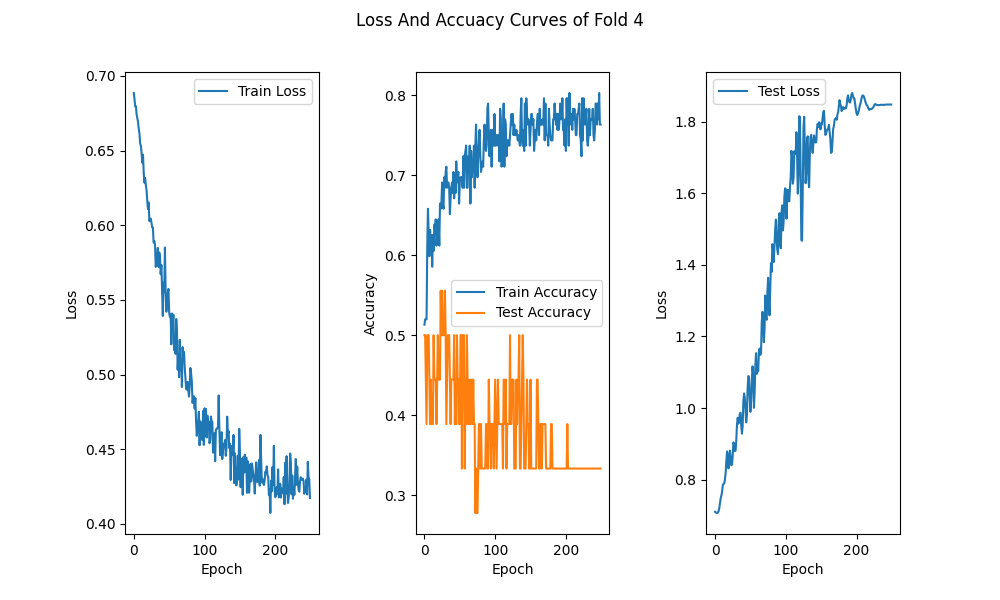 Loss And Accuacy Curves of Fold 4
0.70
0.65
0.60
0.55
0.50
0.45
0.40
Loss
0
100
200
Epoch
Train Loss
0.8
0.7
0.6
0.5
0.4
0.3
Accuracy
0
100
200
Epoch
Train Accuracy
Test Accuracy
1.8
1.6
1.4
1.2
1.0
0.8
Loss
0
100
200
Epoch
Test Loss